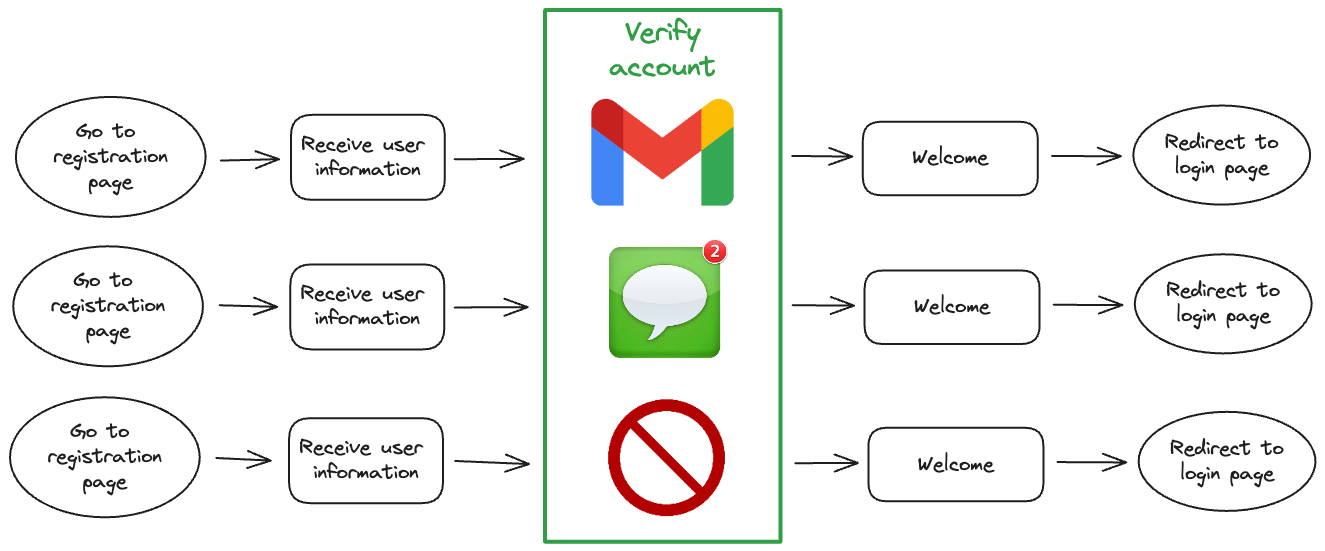 Verify
account
Go to
registration
page
Receive user
information
Welcome
Redirect to
login page
2
Go to
registration
page
Receive user
information
Welcome
Redirect to
login page
Go to
registration
page
Receive user
information
Welcome
Redirect to
login page